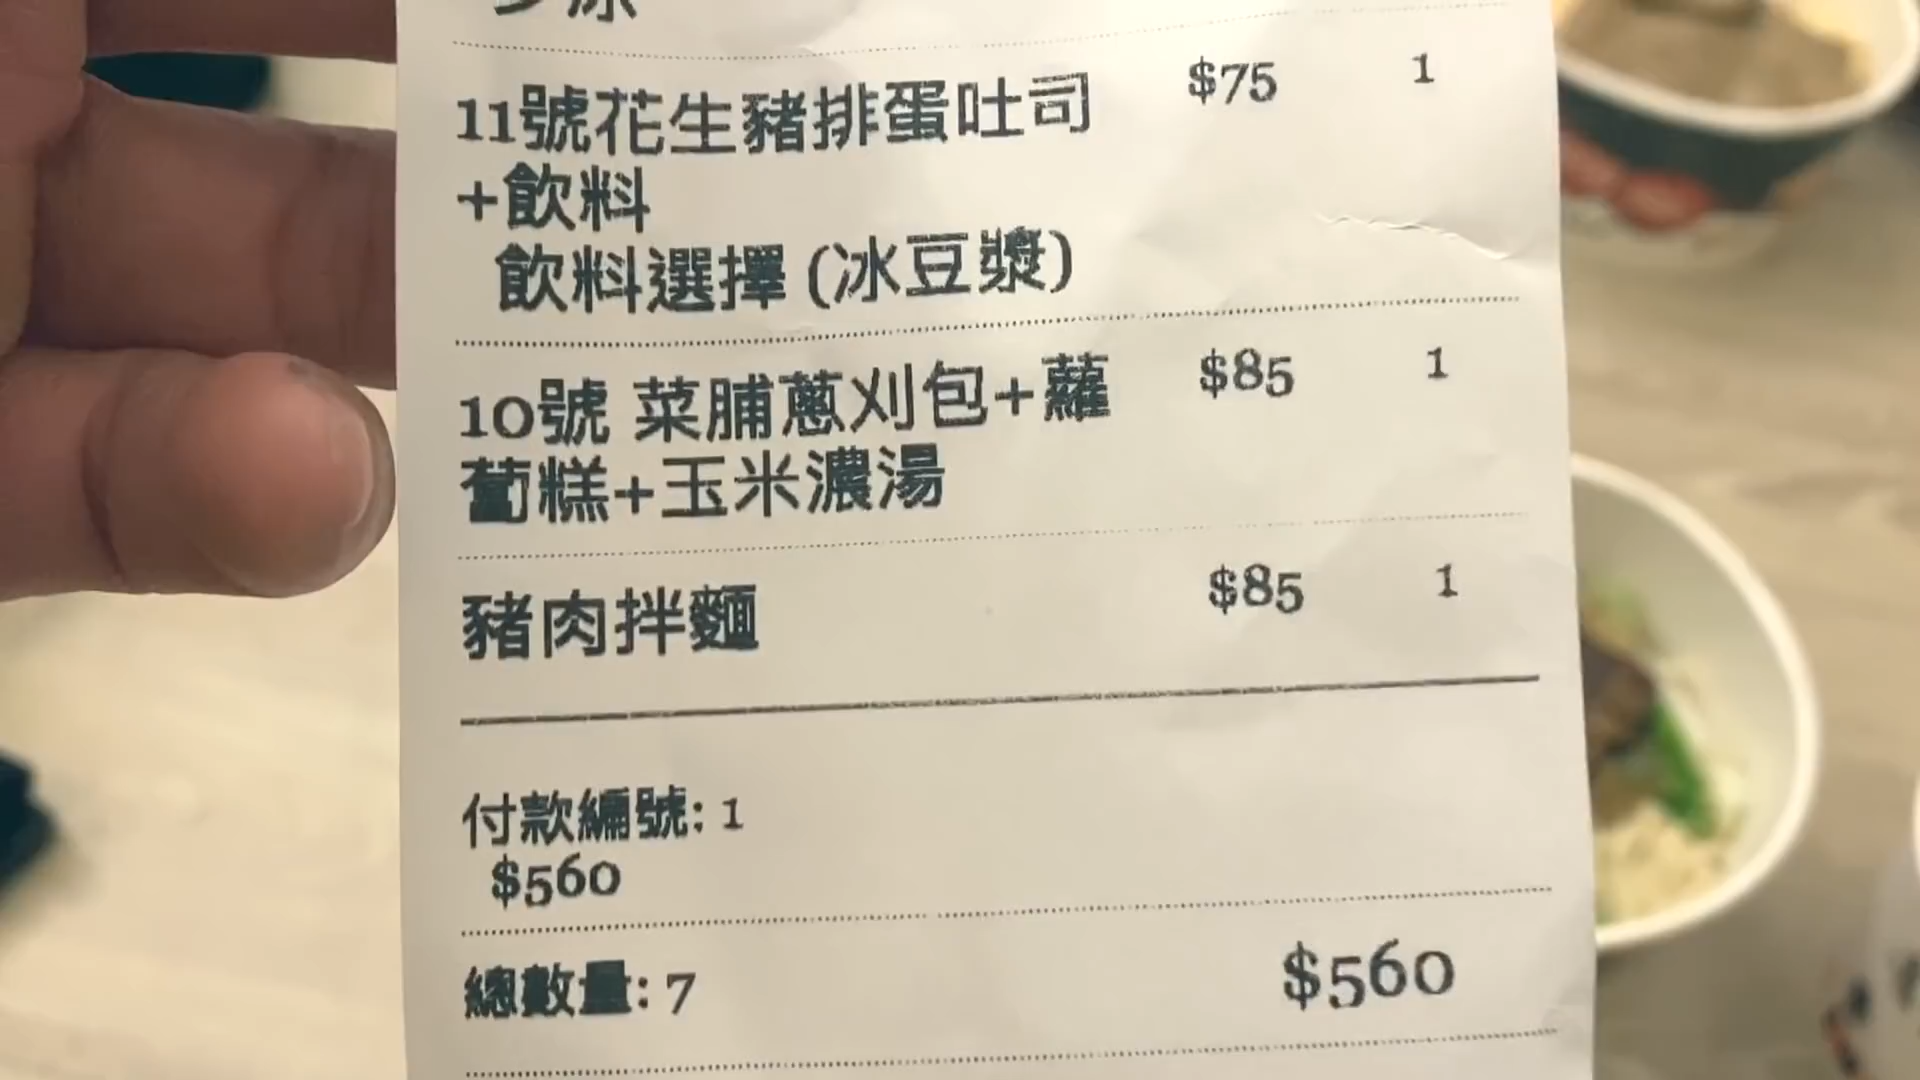 11號花生豬排蛋吐司 $75 1
+飲料
飲料選擇 (冰豆漿)
10號 菜脯蔥刈包+蘿 $85 1
蔔糕+玉米濃湯
豬肉拌麵 $85 1
付款編號: 1
$560
總數量: 7 $560